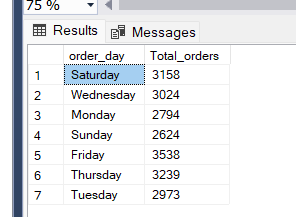 75 %
Results Messages
order_day Total_orders
1 Saturday 3158
2 Wednesday 3024
3 Monday 2794
4 Sunday 2624
5 Friday 3538
6 Thursday 3239
7 Tuesday 2973